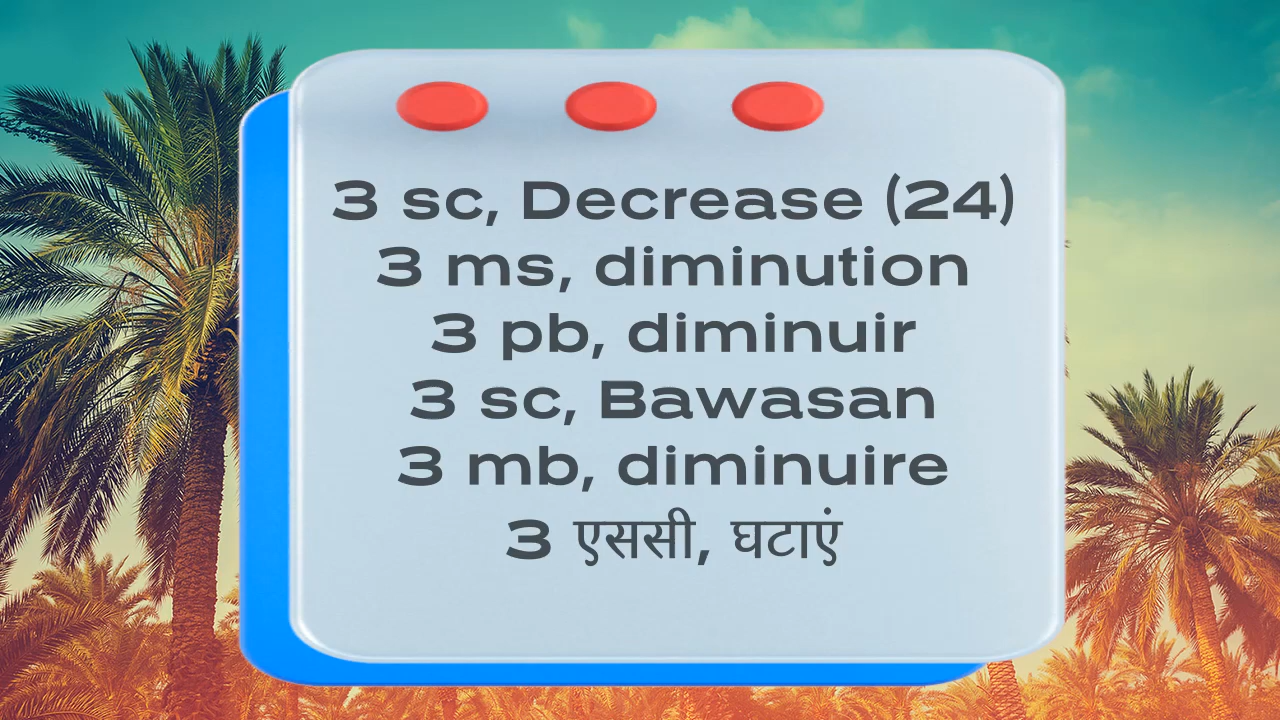 3 sc, Decrease (24)
3 ms, diminution
3 pb, diminuir
3 sc, Bawasan
3 mb, diminuire
3 एससी, घटाएं